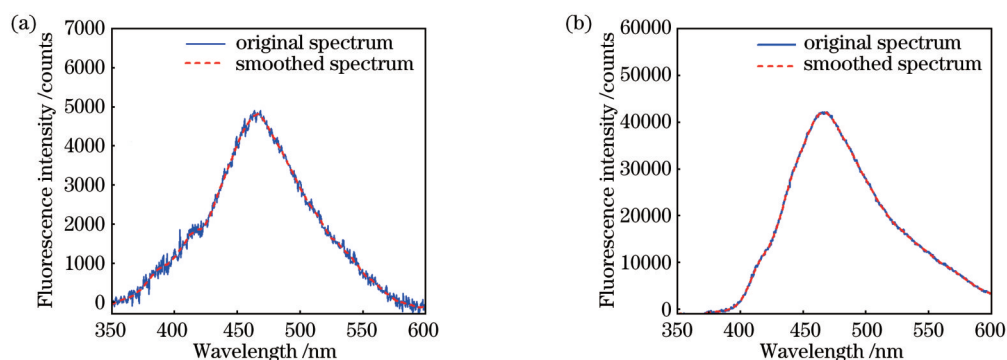 (a)
Fluorescence intensity /counts
7000
6000
5000
4000
3000
2000
1000
0
original spectrum
smoothed spectrum
350 400 450 500 550 600
Wavelength /nm
(b)
Fluorescence intensity /counts
60000
50000
40000
30000
20000
10000
0
original spectrum
smoothed spectrum
350 400 450 500 550 600
Wavelength /nm